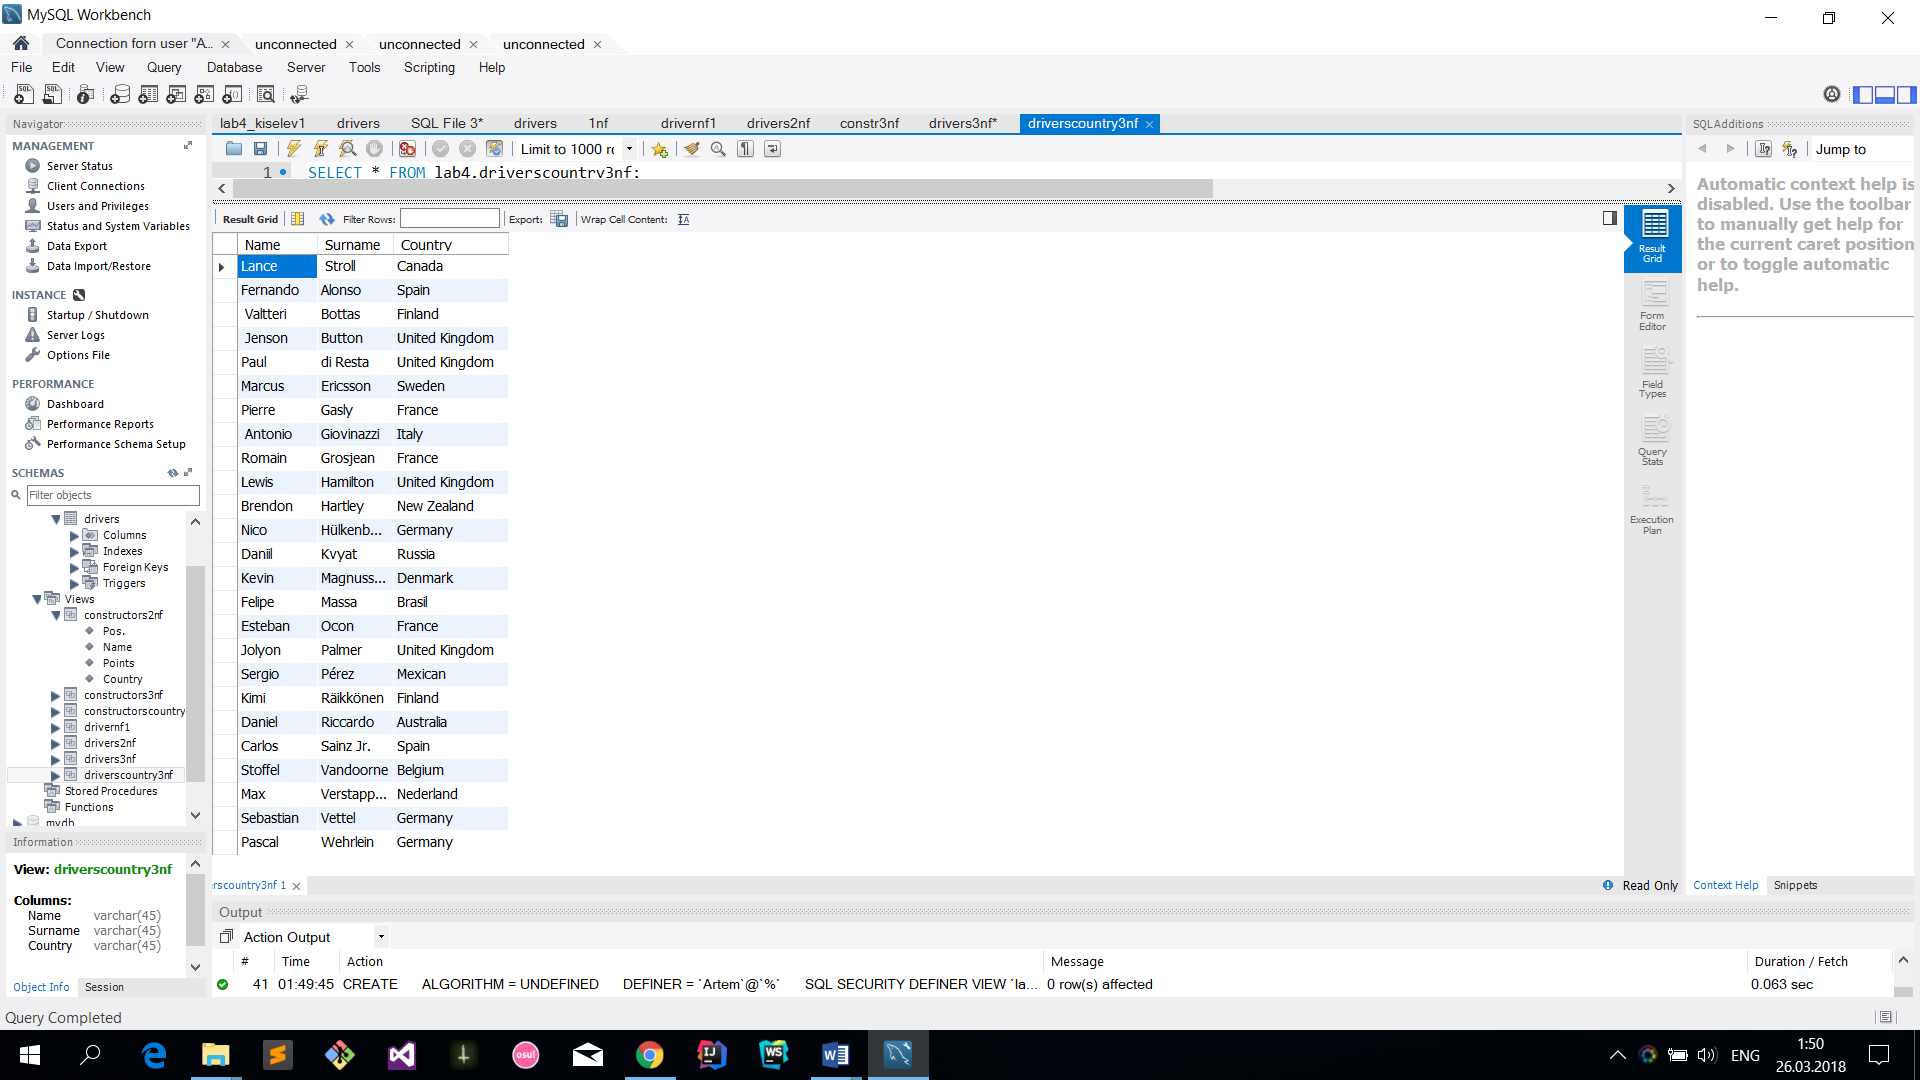 MySQL Workbench
Connection forn user "A... × unconnected × unconnected × unconnected ×
File Edit View Query Database Server Tools Scripting Help
Navigator
MANAGEMENT
Server Status
Client Connections
Users and Privileges
Status and System Variables
Data Export
Data Import/Restore
INSTANCE
Startup / Shutdown
Server Logs
Options File
PERFORMANCE
Dashboard
Performance Reports
Performance Schema Setup
SCHEMAS
Filter objects
drivers
Columns
Indexes
Foreign Keys
Triggers
Views
constructors2nf
Pos.
Name
Points
Country
constructors3nf
constructorscountry
drivernf1
drivers2nf
drivers3nf
driverscountry3nf
Stored Procedures
Functions
mydb
Information
View: driverscountry3nf
Columns:
Name varchar(45)
Surname varchar(45)
Country varchar(45)
Object Info Session
lab4_kiselev1 drivers SQL File 3* drivers 1nf drivernf1 drivers2nf constr3nf drivers3nf* driverscountry3nf ×
Limit to 1000 rc
1 SELECT * FROM lab4.driverscountry3nf;
Result Grid Filter Rows: Export: Wrap Cell Content:
Name Surname Country
Lance Stroll Canada
Fernando Alonso Spain
Valtteri Bottas Finland
Jenson Button United Kingdom
Paul di Resta United Kingdom
Marcus Ericsson Sweden
Pierre Gasly France
Antonio Giovinazzi Italy
Romain Grosjean France
Lewis Hamilton United Kingdom
Brendon Hartley New Zealand
Nico Hülkenb... Germany
Daniil Kvyat Russia
Kevin Magnuss... Denmark
Felipe Massa Brasil
Esteban Ocon France
Jolyon Palmer United Kingdom
Sergio Pérez Mexican
Kimi Räikkönen Finland
Daniel Riccardo Australia
Carlos Sainz Jr. Spain
Stoffel Vandoorne Belgium
Max Verstapp... Nederland
Sebastian Vettel Germany
Pascal Wehrlein Germany
Result Grid
Form Editor
Field Types
Query Stats
Execution Plan
rscountry3nf 1 ×
Read Only
SQLAdditions
Jump to
Automatic context help is
disabled. Use the toolbar
to manually get help for
the current caret position
or to toggle automatic
help.
Context Help Snippets
Output
Action Output
# Time Action Message Duration / Fetch
41 01:49:45 CREATE ALGORITHM = UNDEFINED DEFINER = `Artem`@`%` SQL SECURITY DEFINER VIEW `la... 0 row(s) affected 0.063 sec
Query Completed
osu!
IJ
WS
ENG
1:50
26.03.2018